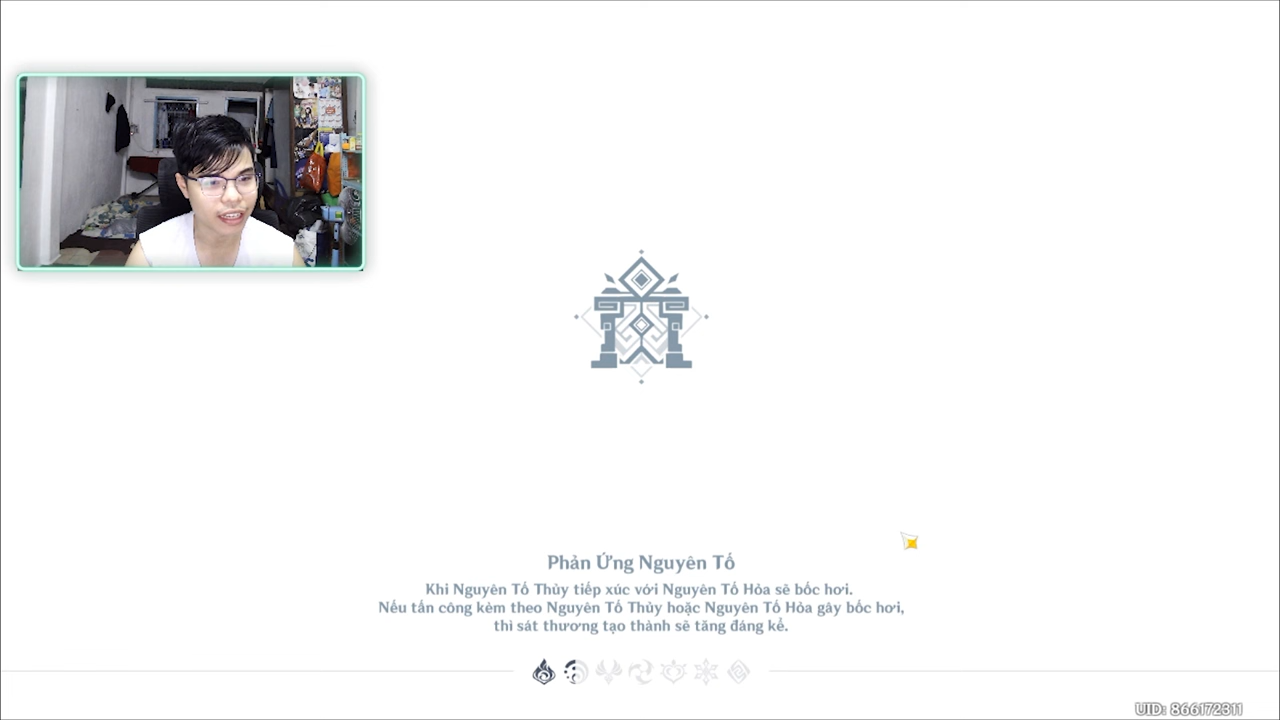 Phản Ứng Nguyên Tố
Khi Nguyên Tố Thủy tiếp xúc với Nguyên Tố Hỏa sẽ bốc hơi.
Nếu tấn công kèm theo Nguyên Tố Thủy hoặc Nguyên Tố Hỏa gây bốc hơi,
thì sát thương tạo thành sẽ tăng đáng kể.
UID: 866172311